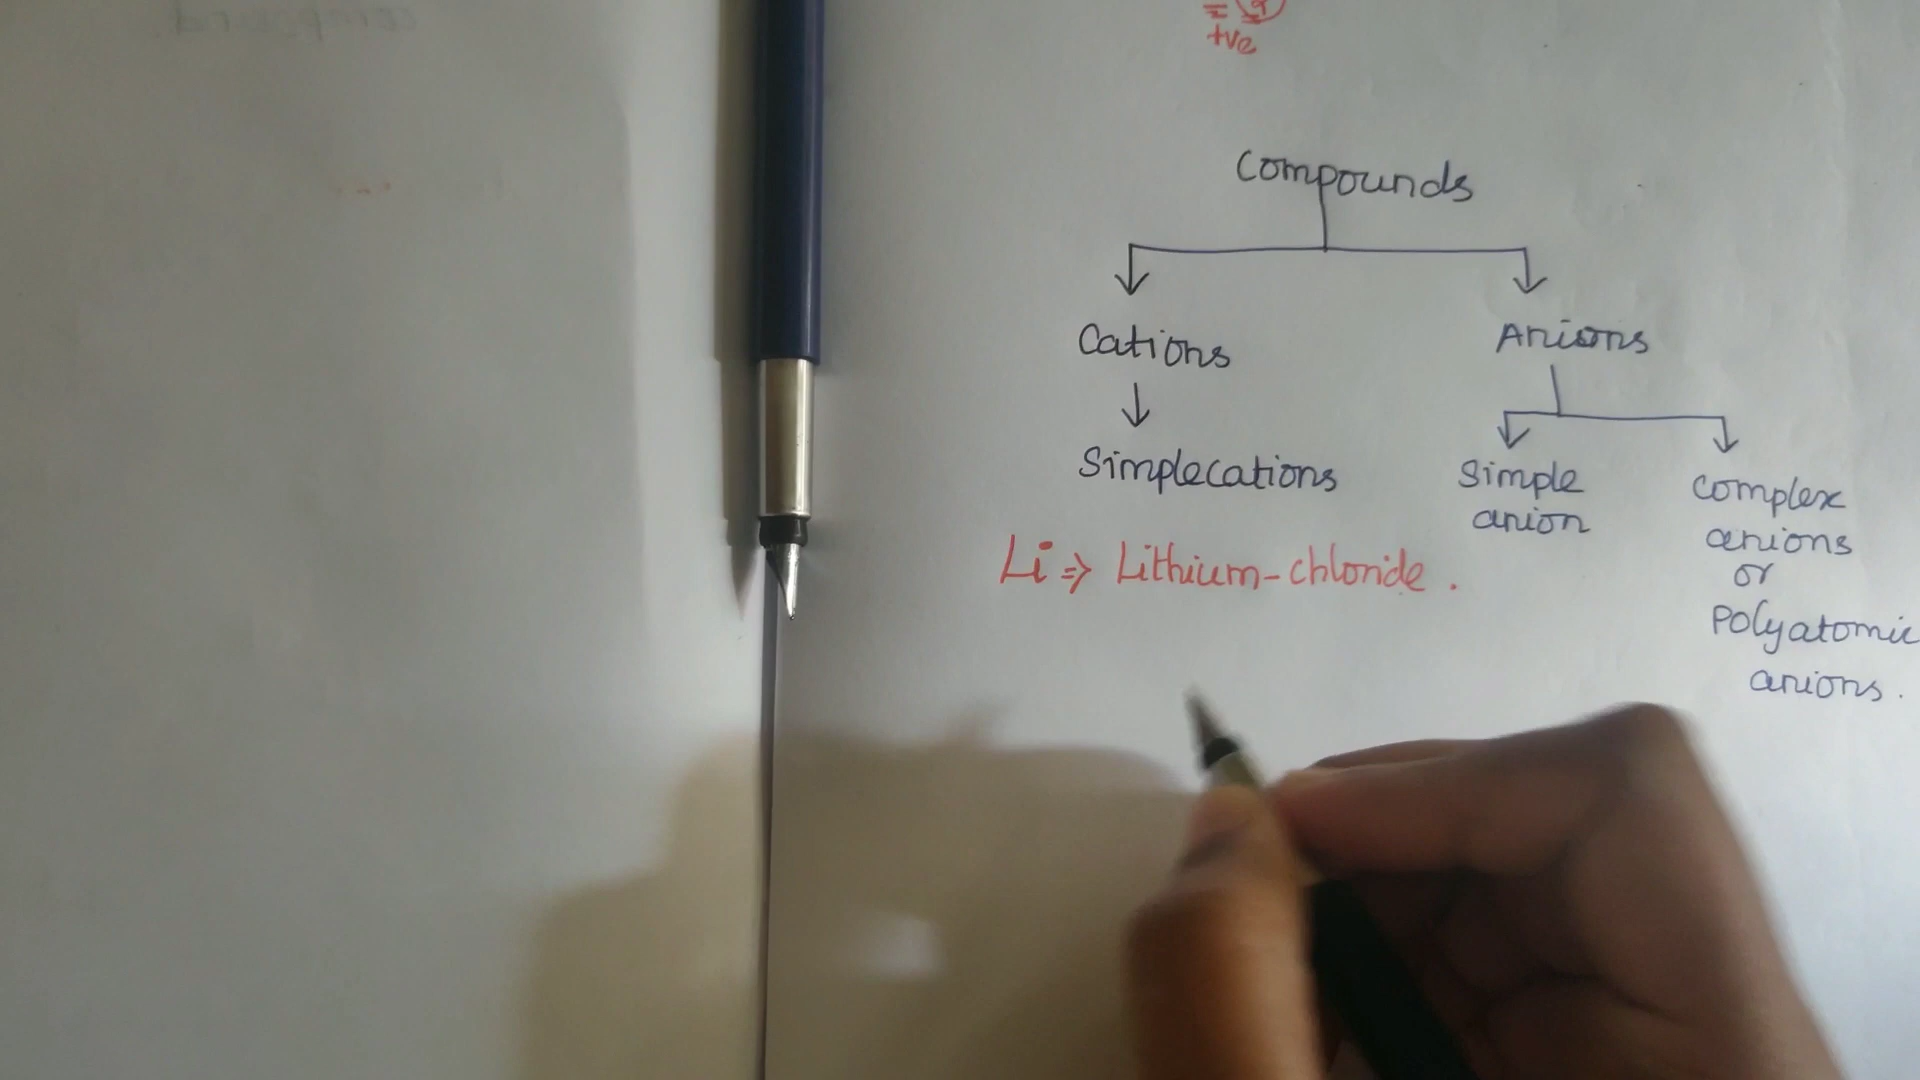 +ve
Compounds
Cations
Anions
Simplecations
Simple
anion
Complex
anions
or
Polyatomic
anions.
Li ⇒ Lithium-chloride.